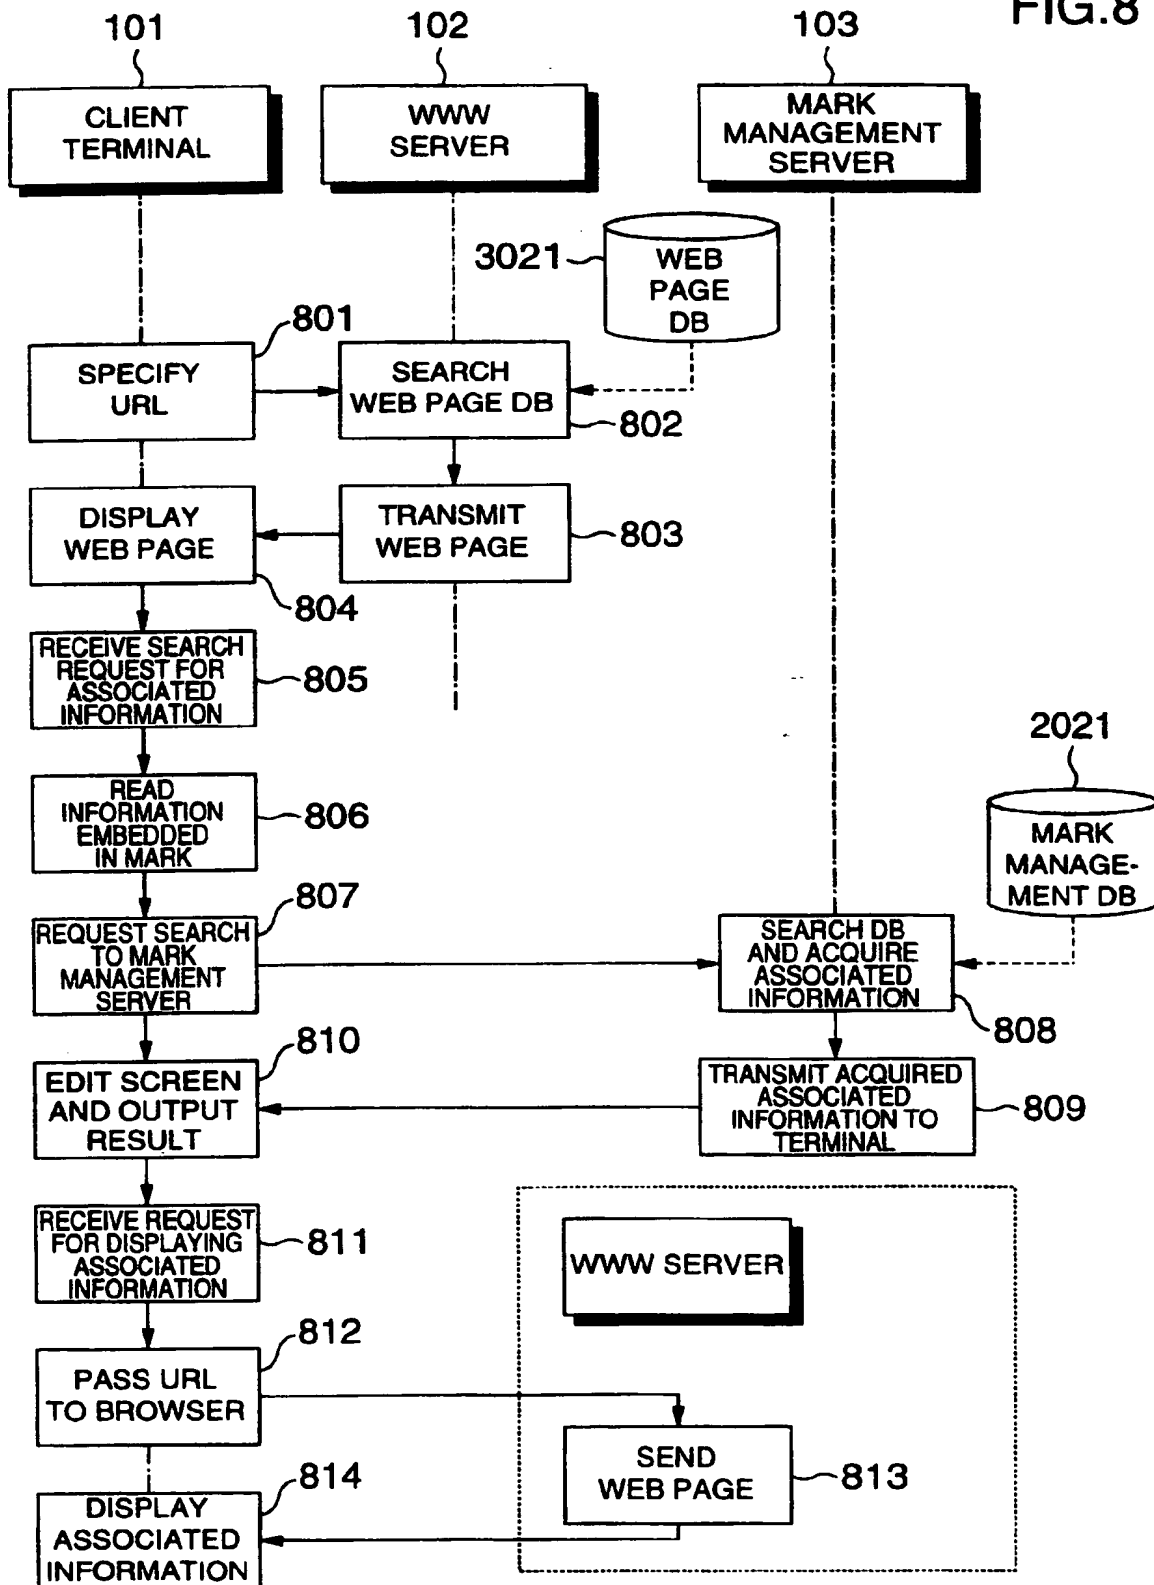 FIG.8
101
102
103
CLIENT
TERMINAL
WWW
SERVER
MARK
MANAGEMENT
SERVER
3021
WEB
PAGE
DB
801
SPECIFY
URL
SEARCH
WEB PAGE DB
802
DISPLAY
WEB PAGE
TRANSMIT
WEB PAGE
803
804
RECEIVE SEARCH
REQUEST FOR
ASSOCIATED
INFORMATION
805
2021
READ
INFORMATION
EMBEDDED
IN MARK
806
MARK
MANAGE-
MENT DB
807
REQUEST SEARCH
TO MARK
MANAGEMENT
SERVER
SEARCH DB
AND ACQUIRE
ASSOCIATED
INFORMATION
808
810
EDIT SCREEN
AND OUTPUT
RESULT
TRANSMIT ACQUIRED
ASSOCIATED
INFORMATION TO
TERMINAL
809
RECEIVE REQUEST
FOR DISPLAYING
ASSOCIATED
INFORMATION
811
WWW SERVER
812
PASS URL
TO BROWSER
SEND
WEB PAGE
813
814
DISPLAY
ASSOCIATED
INFORMATION